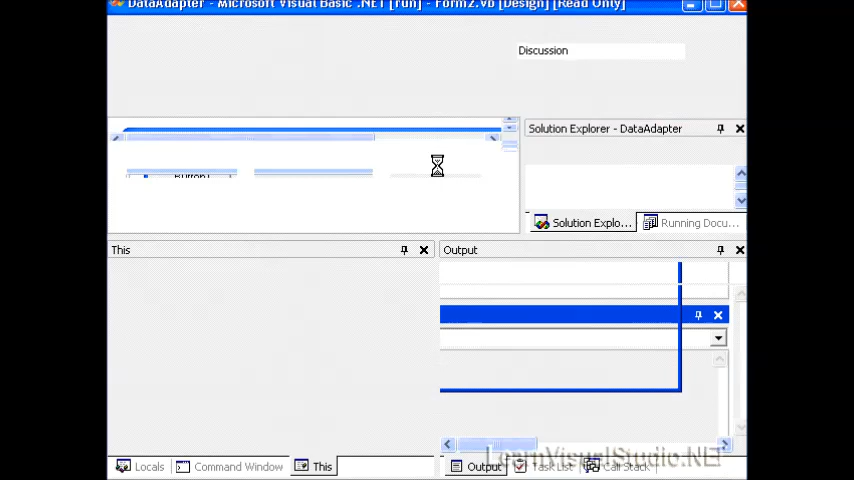 DataAdapter - Microsoft Visual Basic .NET [run] - Form2.vb [Design] [Read Only]
Discussion
Solution Explorer - DataAdapter
Button1
Solution Explo... Running Docu...
This Output
Locals Command Window This Output Task List Call Stack
LearnVisualStudio.NET